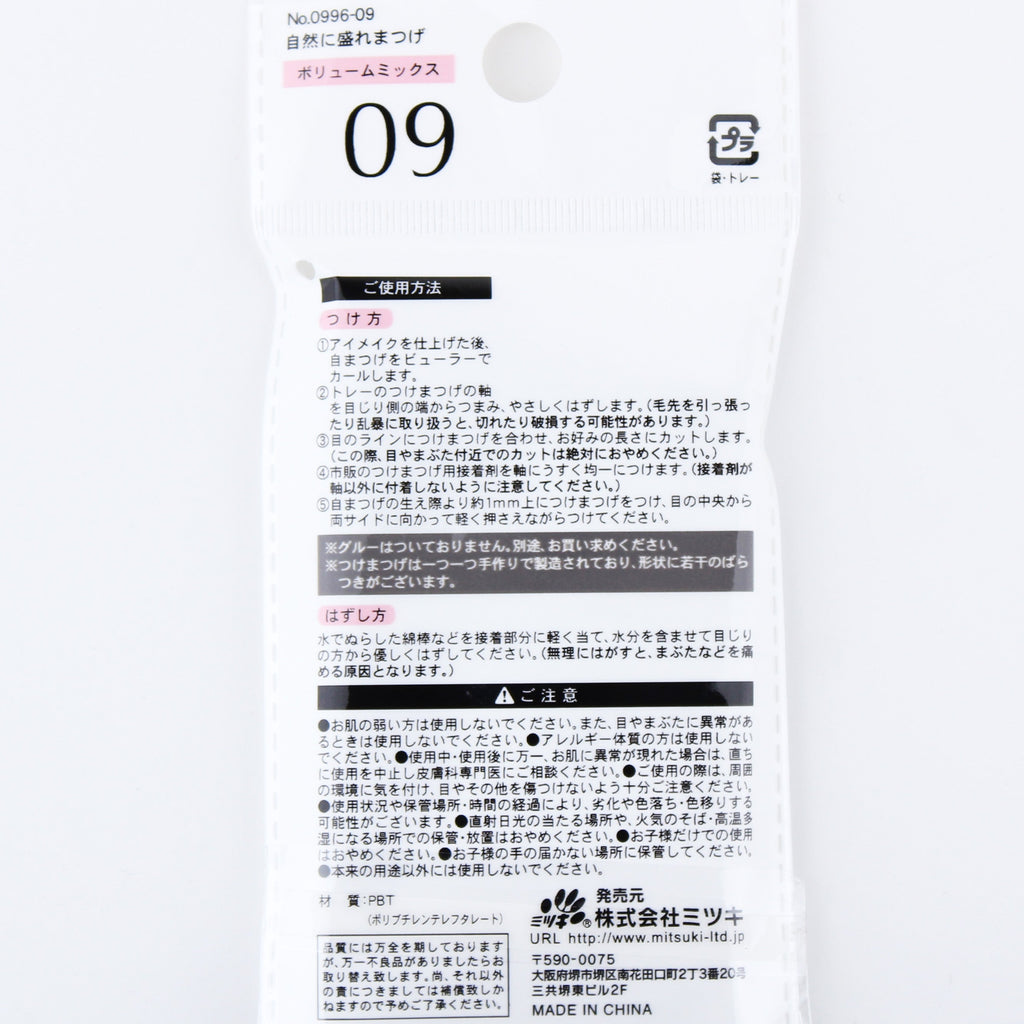 No.0996-09
自然に盛れまつげ
ボリュームミックス
09
プラ
袋・トレー
ご使用方法
つけ方
①アイメイクを仕上げた後、
自まつげをビューラーで
カールします。
②トレーのつけまつげの軸
を目じり側の端からつまみ、やさしくはずします。(毛先を引っ張っ
たり乱暴に取り扱うと、切れたり破損する可能性があります。)
③目のラインにつけまつげを合わせ、お好みの長さにカットします。
(この際、目やまぶた付近でのカットは絶対におやめください。)
④市販のつけまつげ用接着剤を軸にうすく均一につけます。(接着剤が
軸以外に付着しないように注意してください。)
⑤自まつげの生え際より約1mm上につけまつげをつけ、目の中央から
両サイドに向かって軽く押さえながらつけてください。
※グルーはついておりません。別途、お買い求めください。
※つけまつげは一つ一つ手作りで製造されており、形状に若干のばら
つきがございます。
はずし方
水でぬらした綿棒などを接着部分に軽く当て、水分を含ませて目じり
の方から優しくはずしてください。(無理にはがすと、まぶたなどを痛
める原因となります。)
ご注意
●お肌の弱い方は使用しないでください。また、目やまぶたに異常があ
るときは使用しないでください。●アレルギー体質の方は使用しない
でください。●使用中・使用後に万一、お肌に異常が現れた場合は、直ち
に使用を中止し皮膚科専門医にご相談ください。●ご使用の際は、周囲
の環境に気を付け、目やその他を傷つけないよう十分ご注意ください。
●使用状況や保管場所・時間の経過により、劣化や色落ち・色移りする
可能性がございます。●直射日光の当たる場所や、火気のそば・高温多
湿になる場所での保管・放置はおやめください。●お子様だけでの使用
はおやめください。●お子様の手の届かない場所に保管してください。
●本来の用途以外には使用しないでください。
材 質:PBT
(ポリブチレンテレフタレート)
品質には万全を期しております
が、万一不良品がありましたらお
取り替え致します。尚、それ以外
の責につきましては補償致しか
ねますので予めご了承ください。
ミツキ®
発売元
株式会社ミツキ
URL http://www.mitsuki-ltd.jp
〒590-0075
大阪府堺市堺区南花田口町2丁3番20号
三共堺東ビル2F
MADE IN CHINA